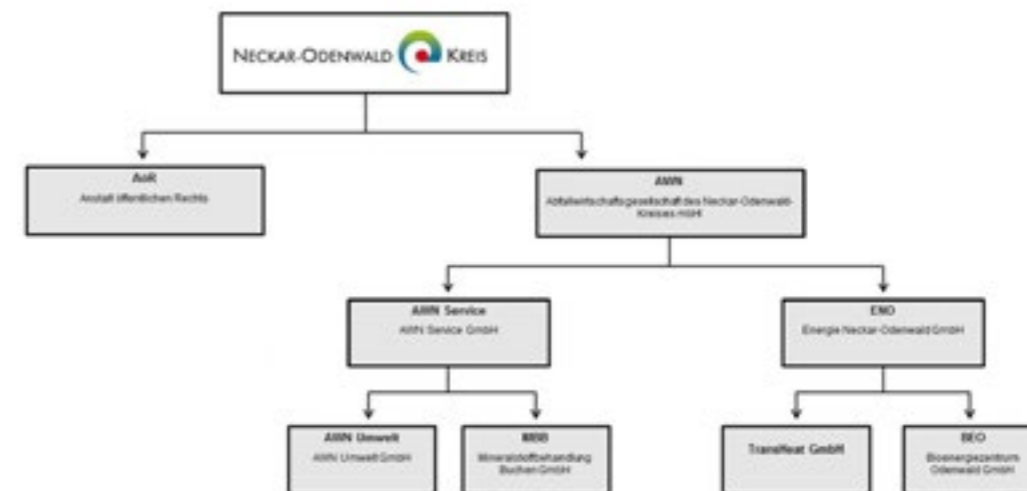 NECKAR-ODENWALD KREIS
AöR
Anstalt öffentlichen Rechts
AWN
Abfallwirtschaftsgesellschaft des Neckar-Odenwald-
Kreises mbH
AWN Service
AWN Service GmbH
ENO
Energie Neckar-Odenwald GmbH
AWN Umwelt
AWN Umwelt GmbH
MBB
Mineralstoffbehandlung
Buchen GmbH
TransHeat GmbH
BEO
Bioenergiezentrum
Odenwald GmbH